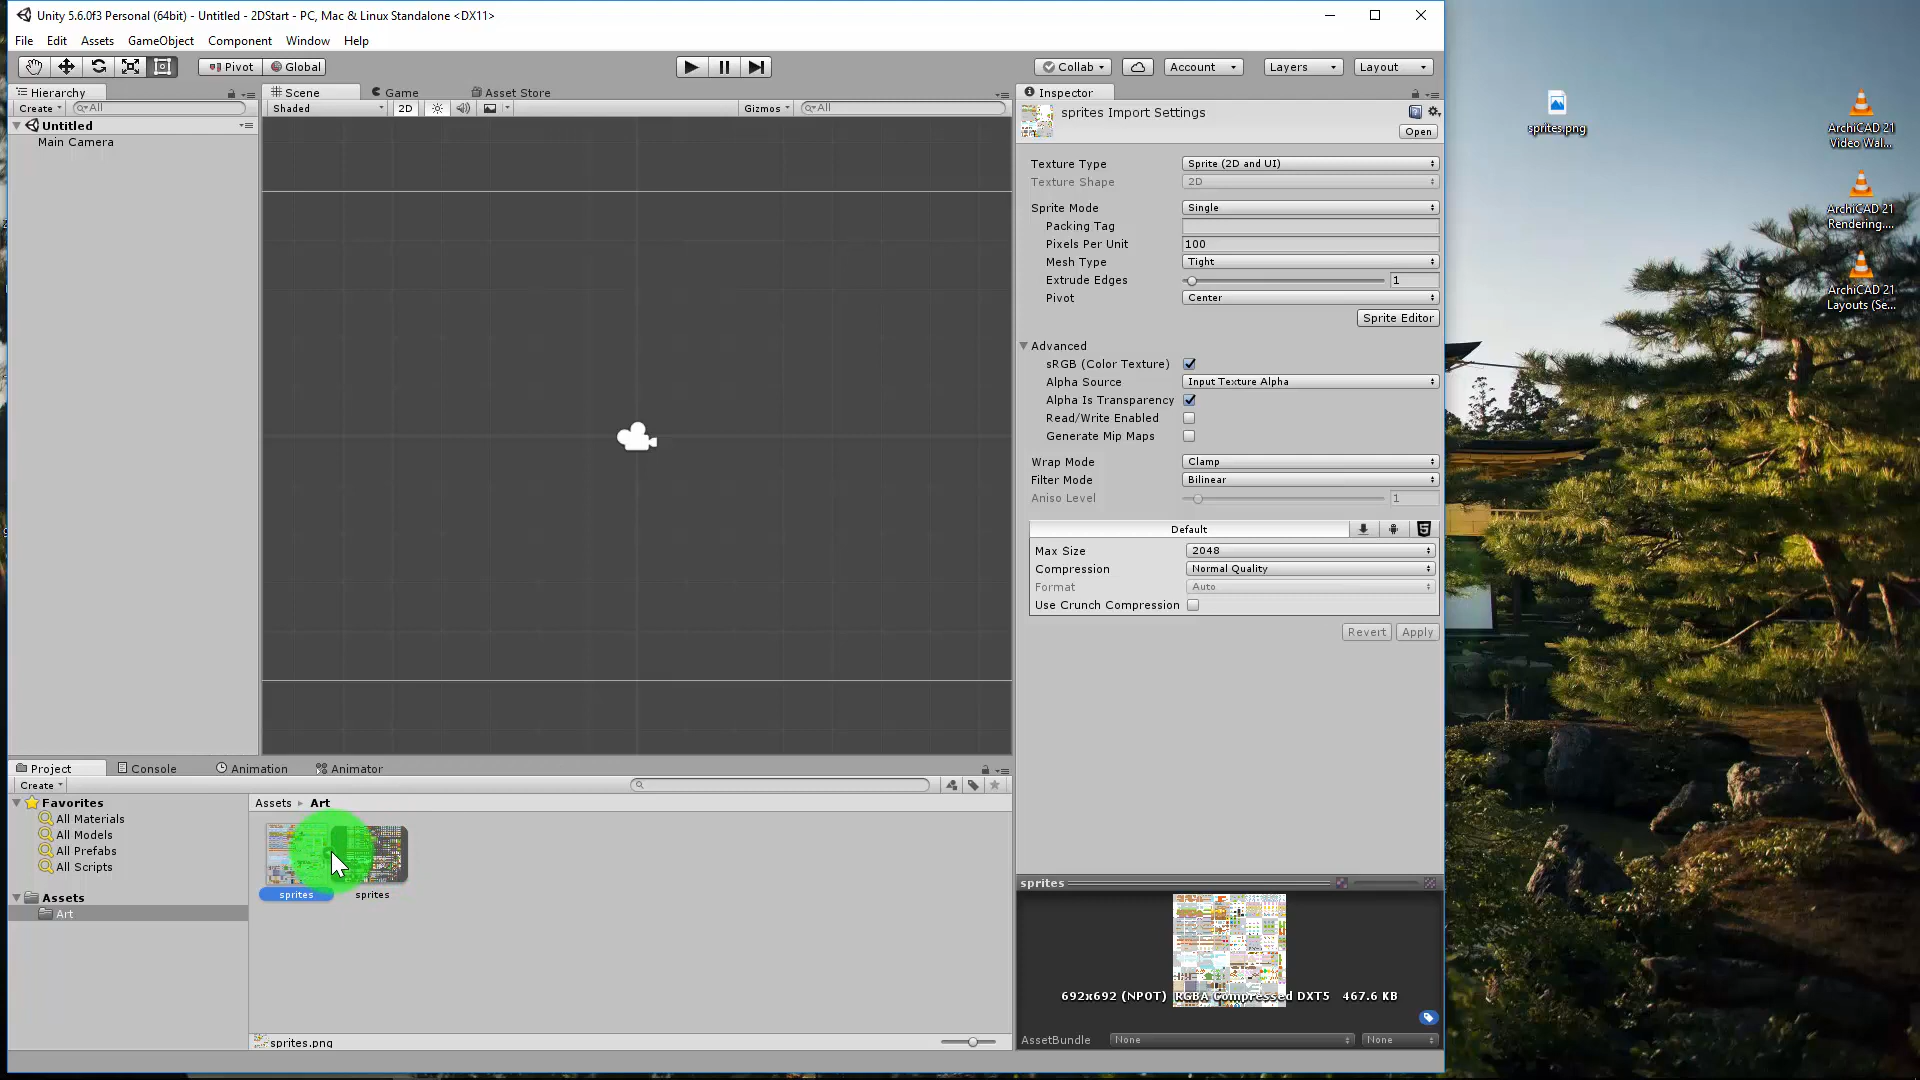 Unity 5.6.0f3 Personal (64bit) - Untitled - 2DStart - PC, Mac & Linux Standalone <DX11>
File Edit Assets GameObject Component Window Help
Pivot Global Collab Account Layers Layout
Hierarchy
Create All
Untitled
Main Camera
Scene Game Asset Store
Shaded 2D Gizmos All
Inspector
sprites Import Settings
Open
Texture Type Sprite (2D and UI)
Texture Shape 2D
Sprite Mode Single
Packing Tag
Pixels Per Unit 100
Mesh Type Tight
Extrude Edges 1
Pivot Center
Sprite Editor
Advanced
sRGB (Color Texture)
Alpha Source Input Texture Alpha
Alpha Is Transparency
Read/Write Enabled
Generate Mip Maps
Wrap Mode Clamp
Filter Mode Bilinear
Aniso Level 1
Default
Max Size 2048
Compression Normal Quality
Format Auto
Use Crunch Compression
Revert Apply
Project Console Animation Animator
Create
Favorites
All Materials
All Models
All Prefabs
All Scripts
Assets
Art
Assets Art
sprites sprites
sprites.png
sprites
692x692 (NPOT) RGBA Compressed DXT5 467.6 KB
AssetBundle None None
sprites.png
ArchiCAD 21
Video Wal...
ArchiCAD 21
Rendering....
ArchiCAD 21
Layouts (Se...